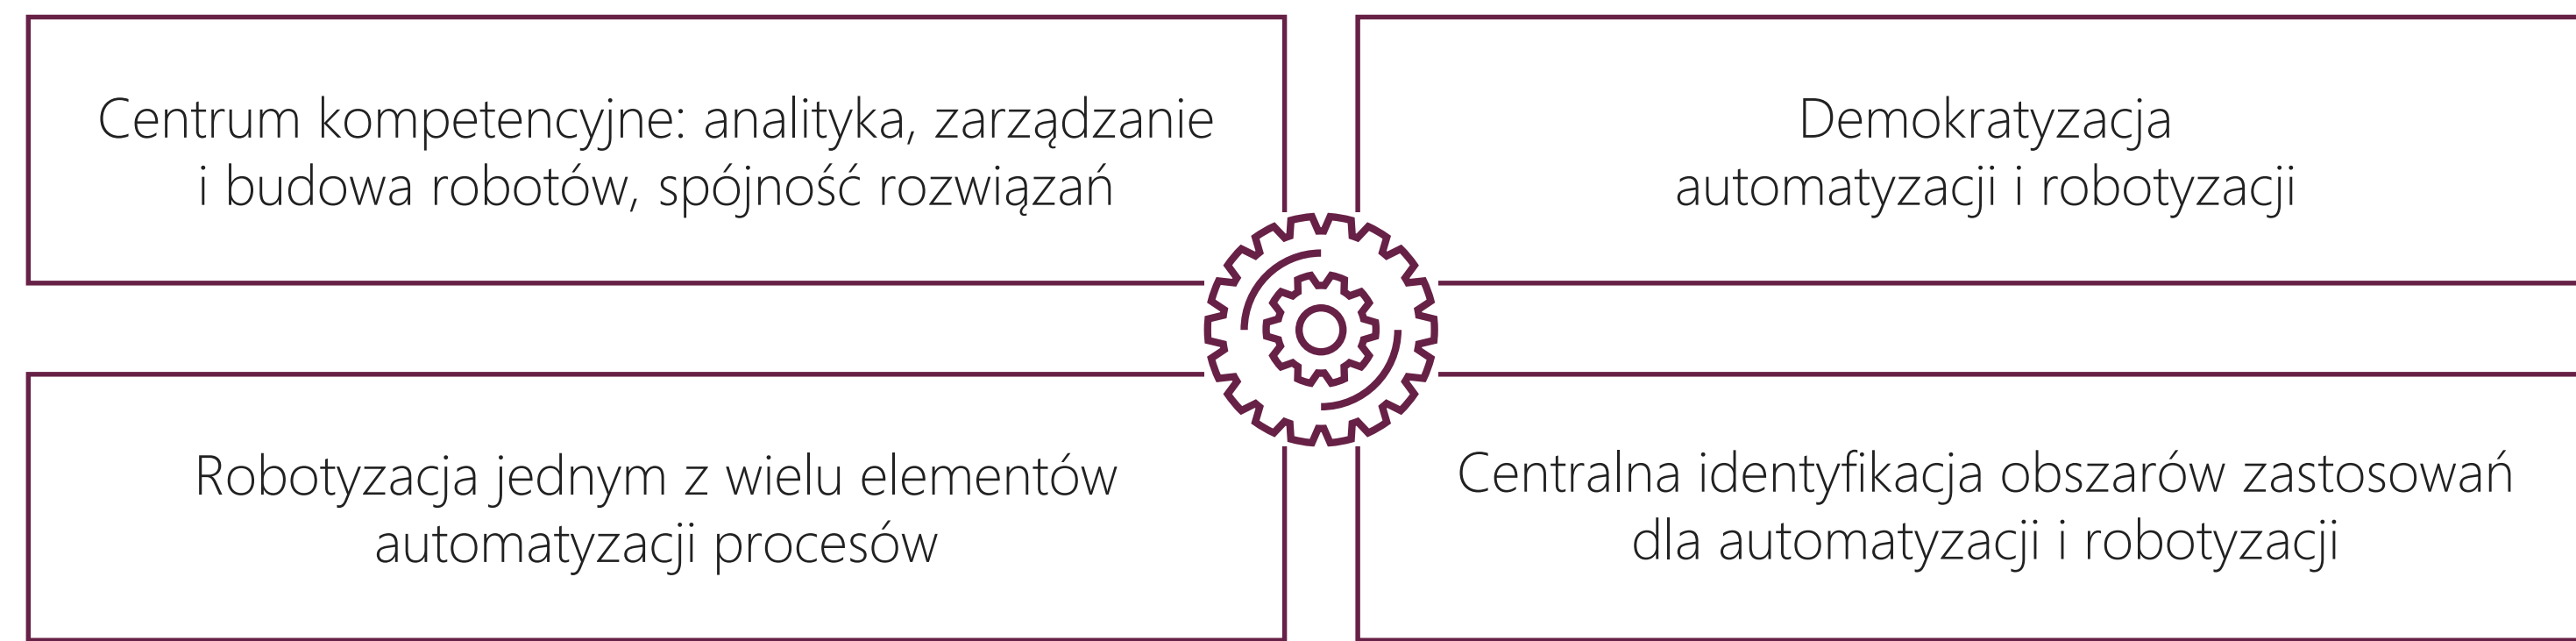 Centrum kompetencyjne: analityka, zarządzanie
i budowa robotów, spójność rozwiązań
Demokratyzacja
automatyzacji i robotyzacji
Robotyzacja jednym z wielu elementów
automatyzacji procesów
Centralna identyfikacja obszarów zastosowań
dla automatyzacji i robotyzacji